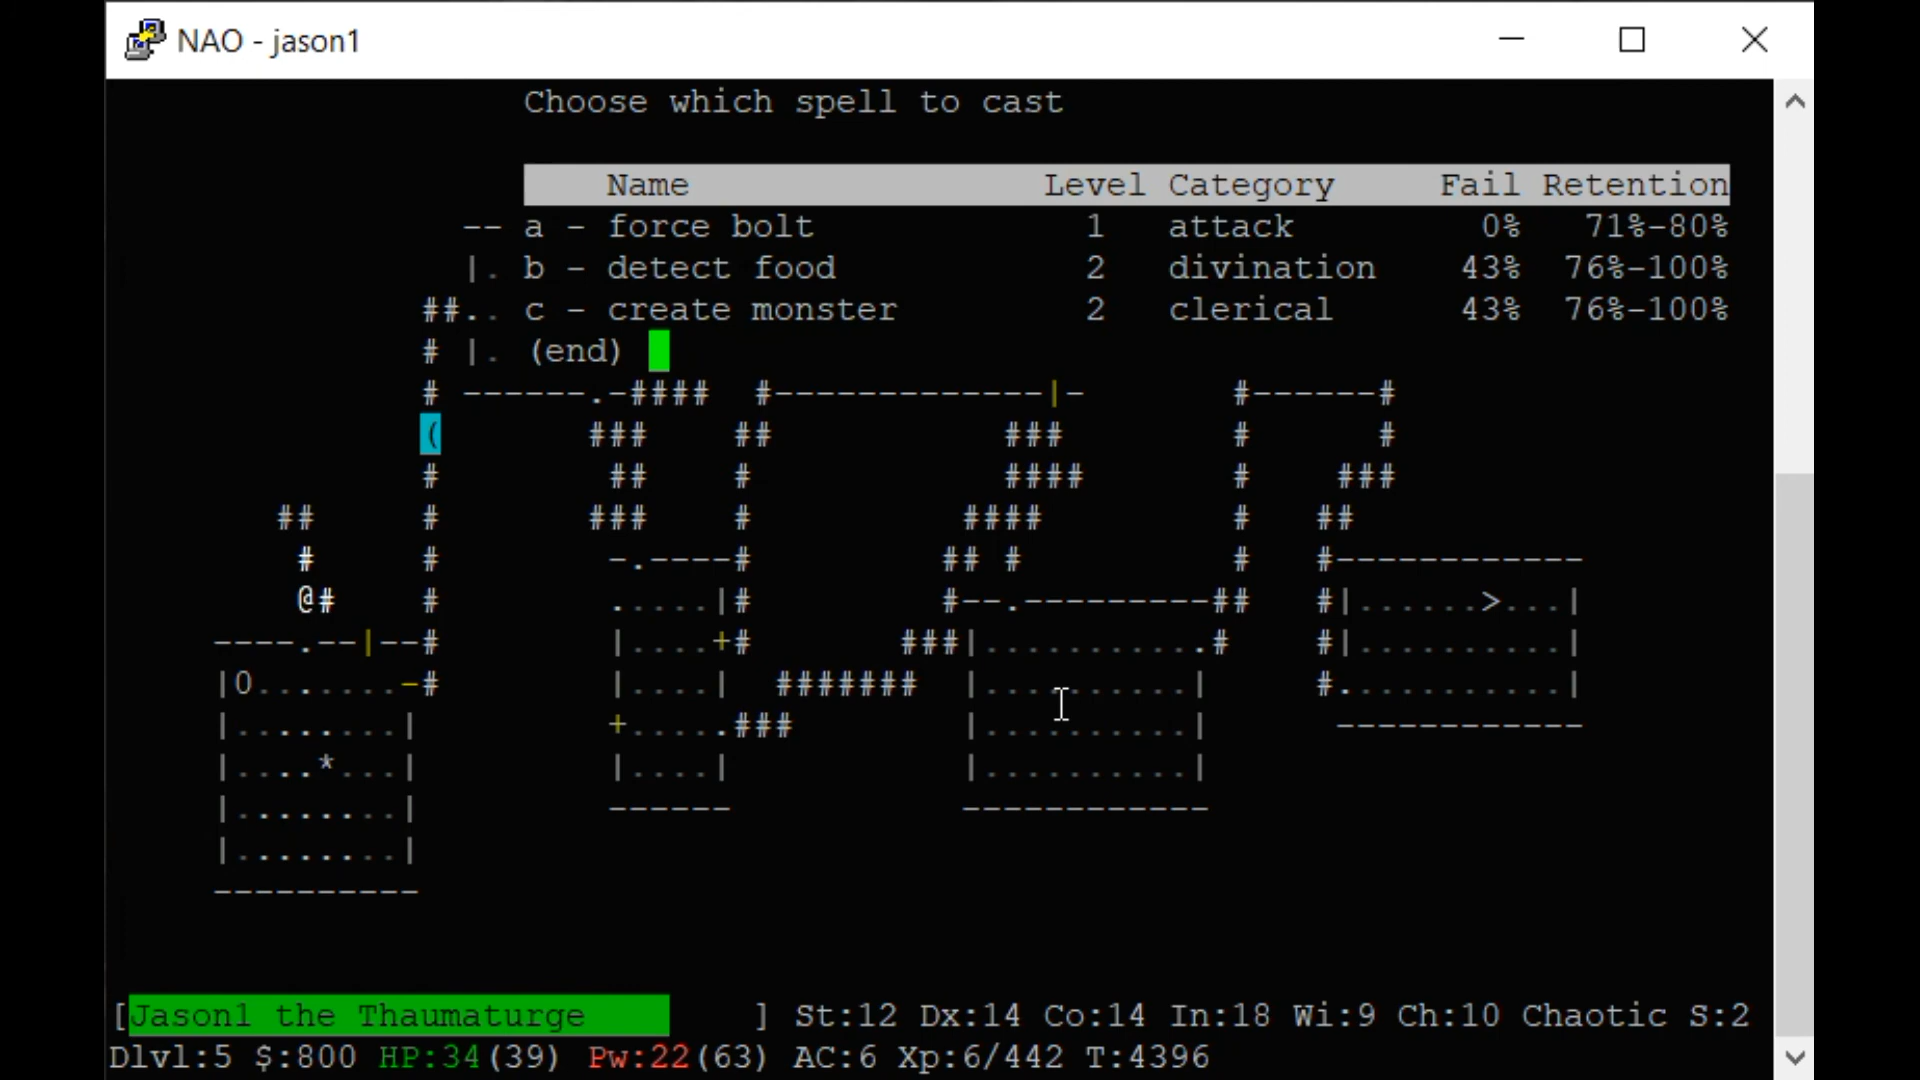 NAO - jason1
Choose which spell to cast
Name Level Category Fail Retention
-- a - force bolt 1 attack 0% 71%-80%
|. b - detect food 2 divination 43% 76%-100%
##.. c - create monster 2 clerical 43% 76%-100%
# |. (end)
# ------.-#### #-------------|- #------#
( ### ## ### #
# ## # #### # ###
## # ### # #### # ##
# # -.----# ## # # #------------
@# # .....|# #--.---------## #|......>...|
----.--|--# |....+# ###|..........# #|..........|
|O.......-# |....| ####### |..........| #...........|
|........| +.....### |..........| ------------
|....*...| |....| |..........|
|........| ------ ------------
|........|
----------
[Jason1 the Thaumaturge ] St:12 Dx:14 Co:14 In:18 Wi:9 Ch:10 Chaotic S:2
Dlvl:5 $:800 HP:34(39) Pw:22(63) AC:6 Xp:6/442 T:4396